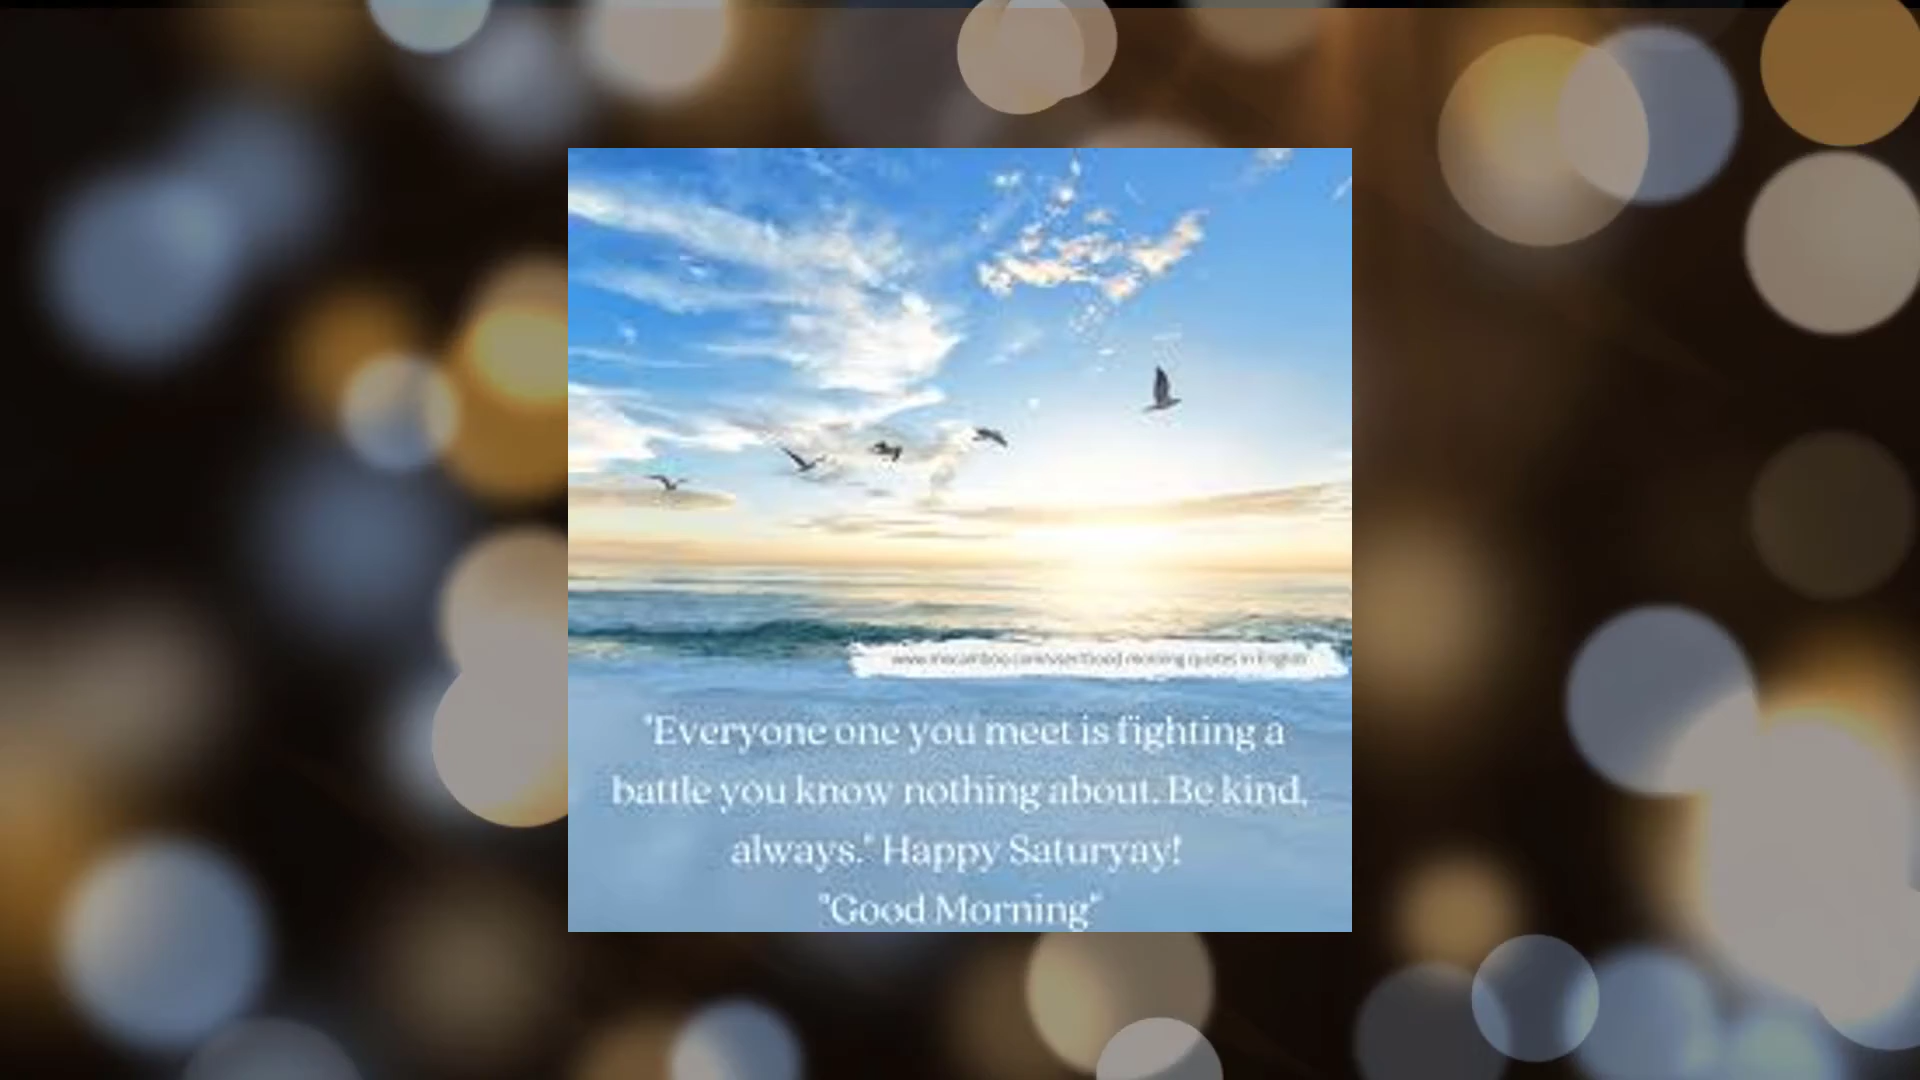 "Everyone one you meet is fighting a
battle you know nothing about. Be kind,
always." Happy Saturyay!
"Good Morning"